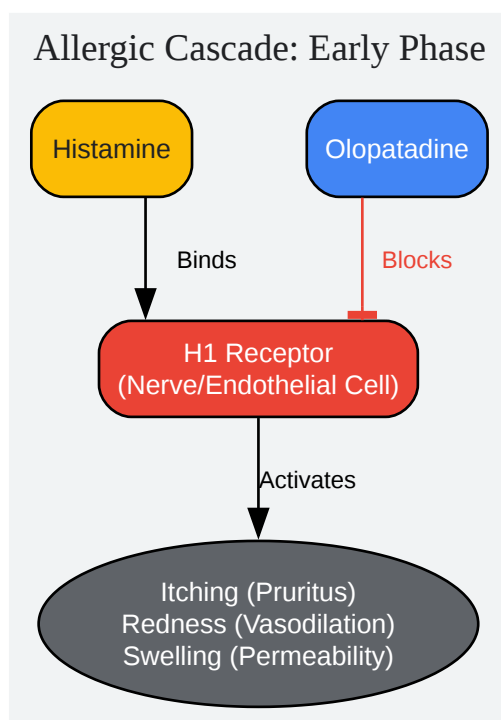 Allergic Cascade: Early Phase
Histamine
Olopatadine
Binds
Blocks
H1 Receptor
(Nerve/Endothelial Cell)
Activates
Itching (Pruritus)
Redness (Vasodilation)
Swelling (Permeability)